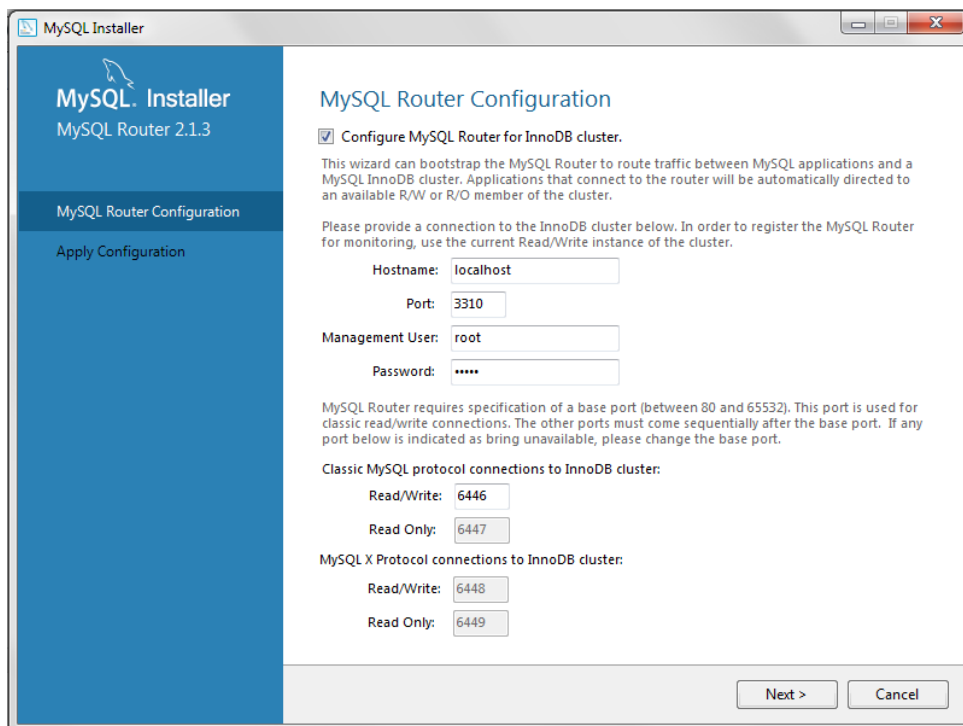 MySQL Installer
MySQL. Installer
MySQL Router 2.1.3
MySQL Router Configuration
Apply Configuration
MySQL Router Configuration
Configure MySQL Router for InnoDB cluster.
This wizard can bootstrap the MySQL Router to route traffic between MySQL applications and a
MySQL InnoDB cluster. Applications that connect to the router will be automatically directed to
an available R/W or R/O member of the cluster.
Please provide a connection to the InnoDB cluster below. In order to register the MySQL Router
for monitoring, use the current Read/Write instance of the cluster.
Hostname: localhost
Port: 3310
Management User: root
Password: •••••
MySQL Router requires specification of a base port (between 80 and 65532). This port is used for
classic read/write connections. The other ports must come sequentially after the base port.  If any
port below is indicated as bring unavailable, please change the base port.
Classic MySQL protocol connections to InnoDB cluster:
Read/Write: 6446
Read Only: 6447
MySQL X Protocol connections to InnoDB cluster:
Read/Write: 6448
Read Only: 6449
Next > Cancel